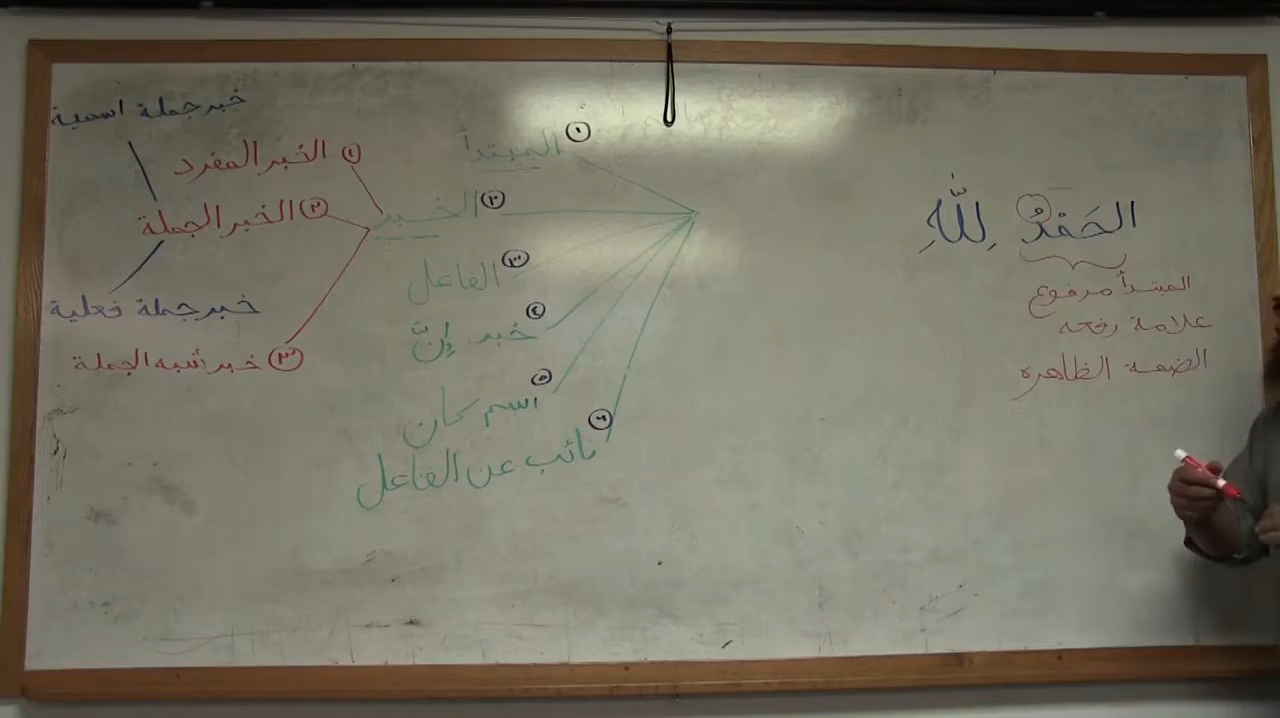 الحَمْدُ لِلَّهِ
المبتدأ مرفوع
علامة رفعه
الضمة الظاهره
١ المبتدأ
٢ الخبر
٣ الفاعل
٤ خبر إنّ
٥ اسم كان
٦ نائب عن الفاعل
١ الخبر المفرد
٢ الخبر الجملة
خبر جملة اسمية
خبر جملة فعلية
٣ خبر شبه الجملة